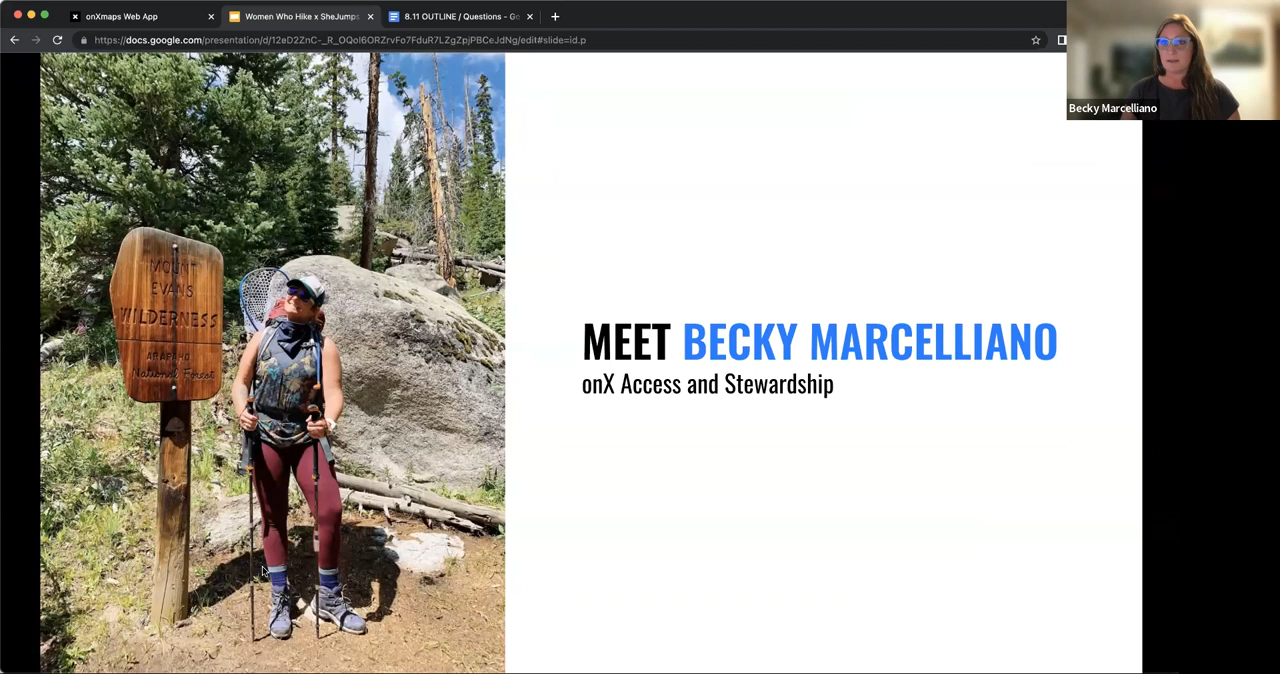 onXmaps Web App
Women Who Hike x SheJumps
8.11 OUTLINE / Questions - Go
https://docs.google.com/presentation/d/12eD2ZnC-_R_OQoI6ORZrvFo7FduR7LZgZpjPBCeJdNg/edit#slide=id.p
Becky Marcelliano
MOUNT
EVANS
WILDERNESS
ARAPAHO
National Forest
MEET BECKY MARCELLIANO
onX Access and Stewardship